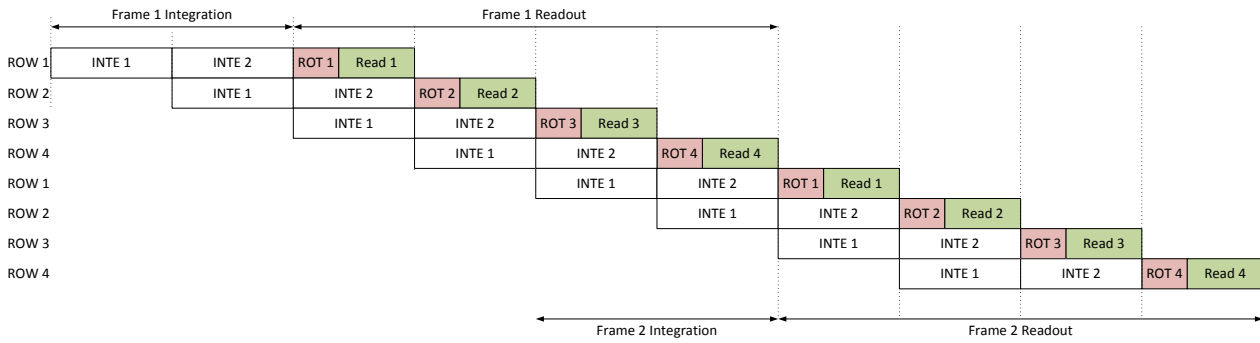 Frame 1 Integration Frame 1 Readout
ROW 1 INTE 1 INTE 2 ROT 1 Read 1
ROW 2 INTE 1 INTE 2 ROT 2 Read 2
ROW 3 INTE 1 INTE 2 ROT 3 Read 3
ROW 4 INTE 1 INTE 2 ROT 4 Read 4
ROW 1 INTE 1 INTE 2 ROT 1 Read 1
ROW 2 INTE 1 INTE 2 ROT 2 Read 2
ROW 3 INTE 1 INTE 2 ROT 3 Read 3
ROW 4 INTE 1 INTE 2 ROT 4 Read 4
Frame 2 Integration Frame 2 Readout